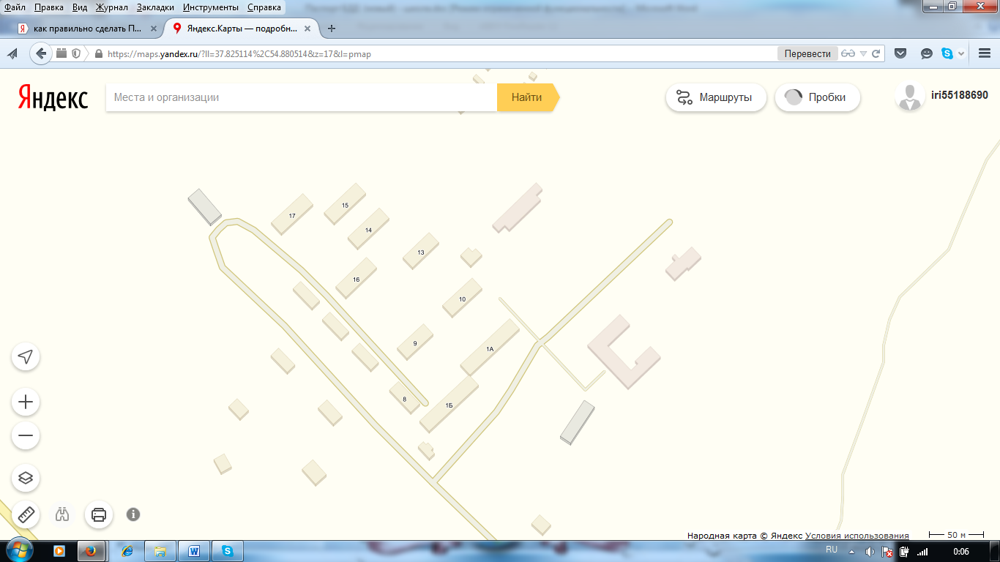 Файл Правка Вид Журнал Закладки Инструменты Справка
как правильно сделать П...
Яндекс.Карты — подробн...
https://maps.yandex.ru/?ll=37.825114%2C54.880514&z=17&l=pmap
Перевести
Яндекс
Места и организации
Найти
Маршруты
Пробки
iri55188690
17
15
14
13
16
10
9
1А
8
1Б
Народная карта © Яндекс Условия использования
50 м
RU
0:06